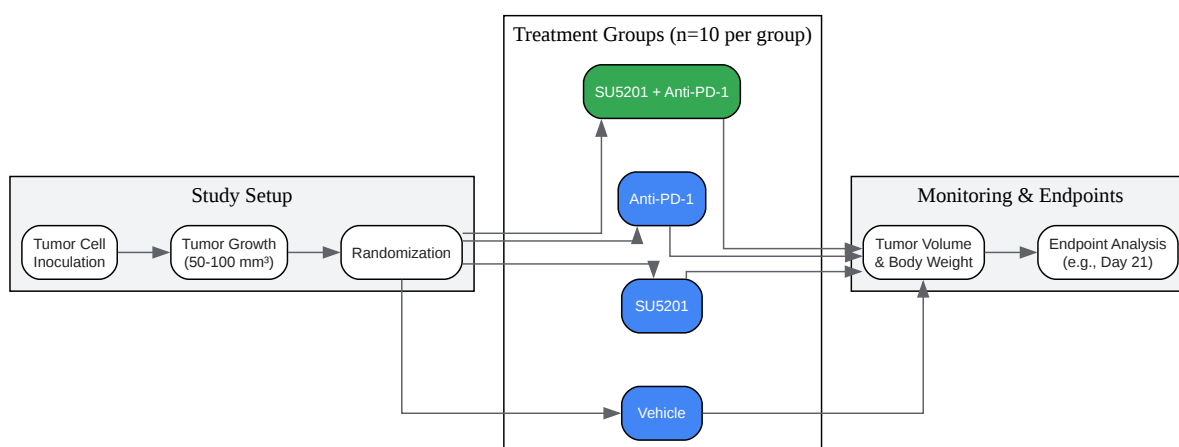 Study Setup
Tumor Cell
Inoculation
Tumor Growth
(50-100 mm³)
Randomization
Treatment Groups (n=10 per group)
SU5201 + Anti-PD-1
Anti-PD-1
SU5201
Vehicle
Monitoring & Endpoints
Tumor Volume
& Body Weight
Endpoint Analysis
(e.g., Day 21)